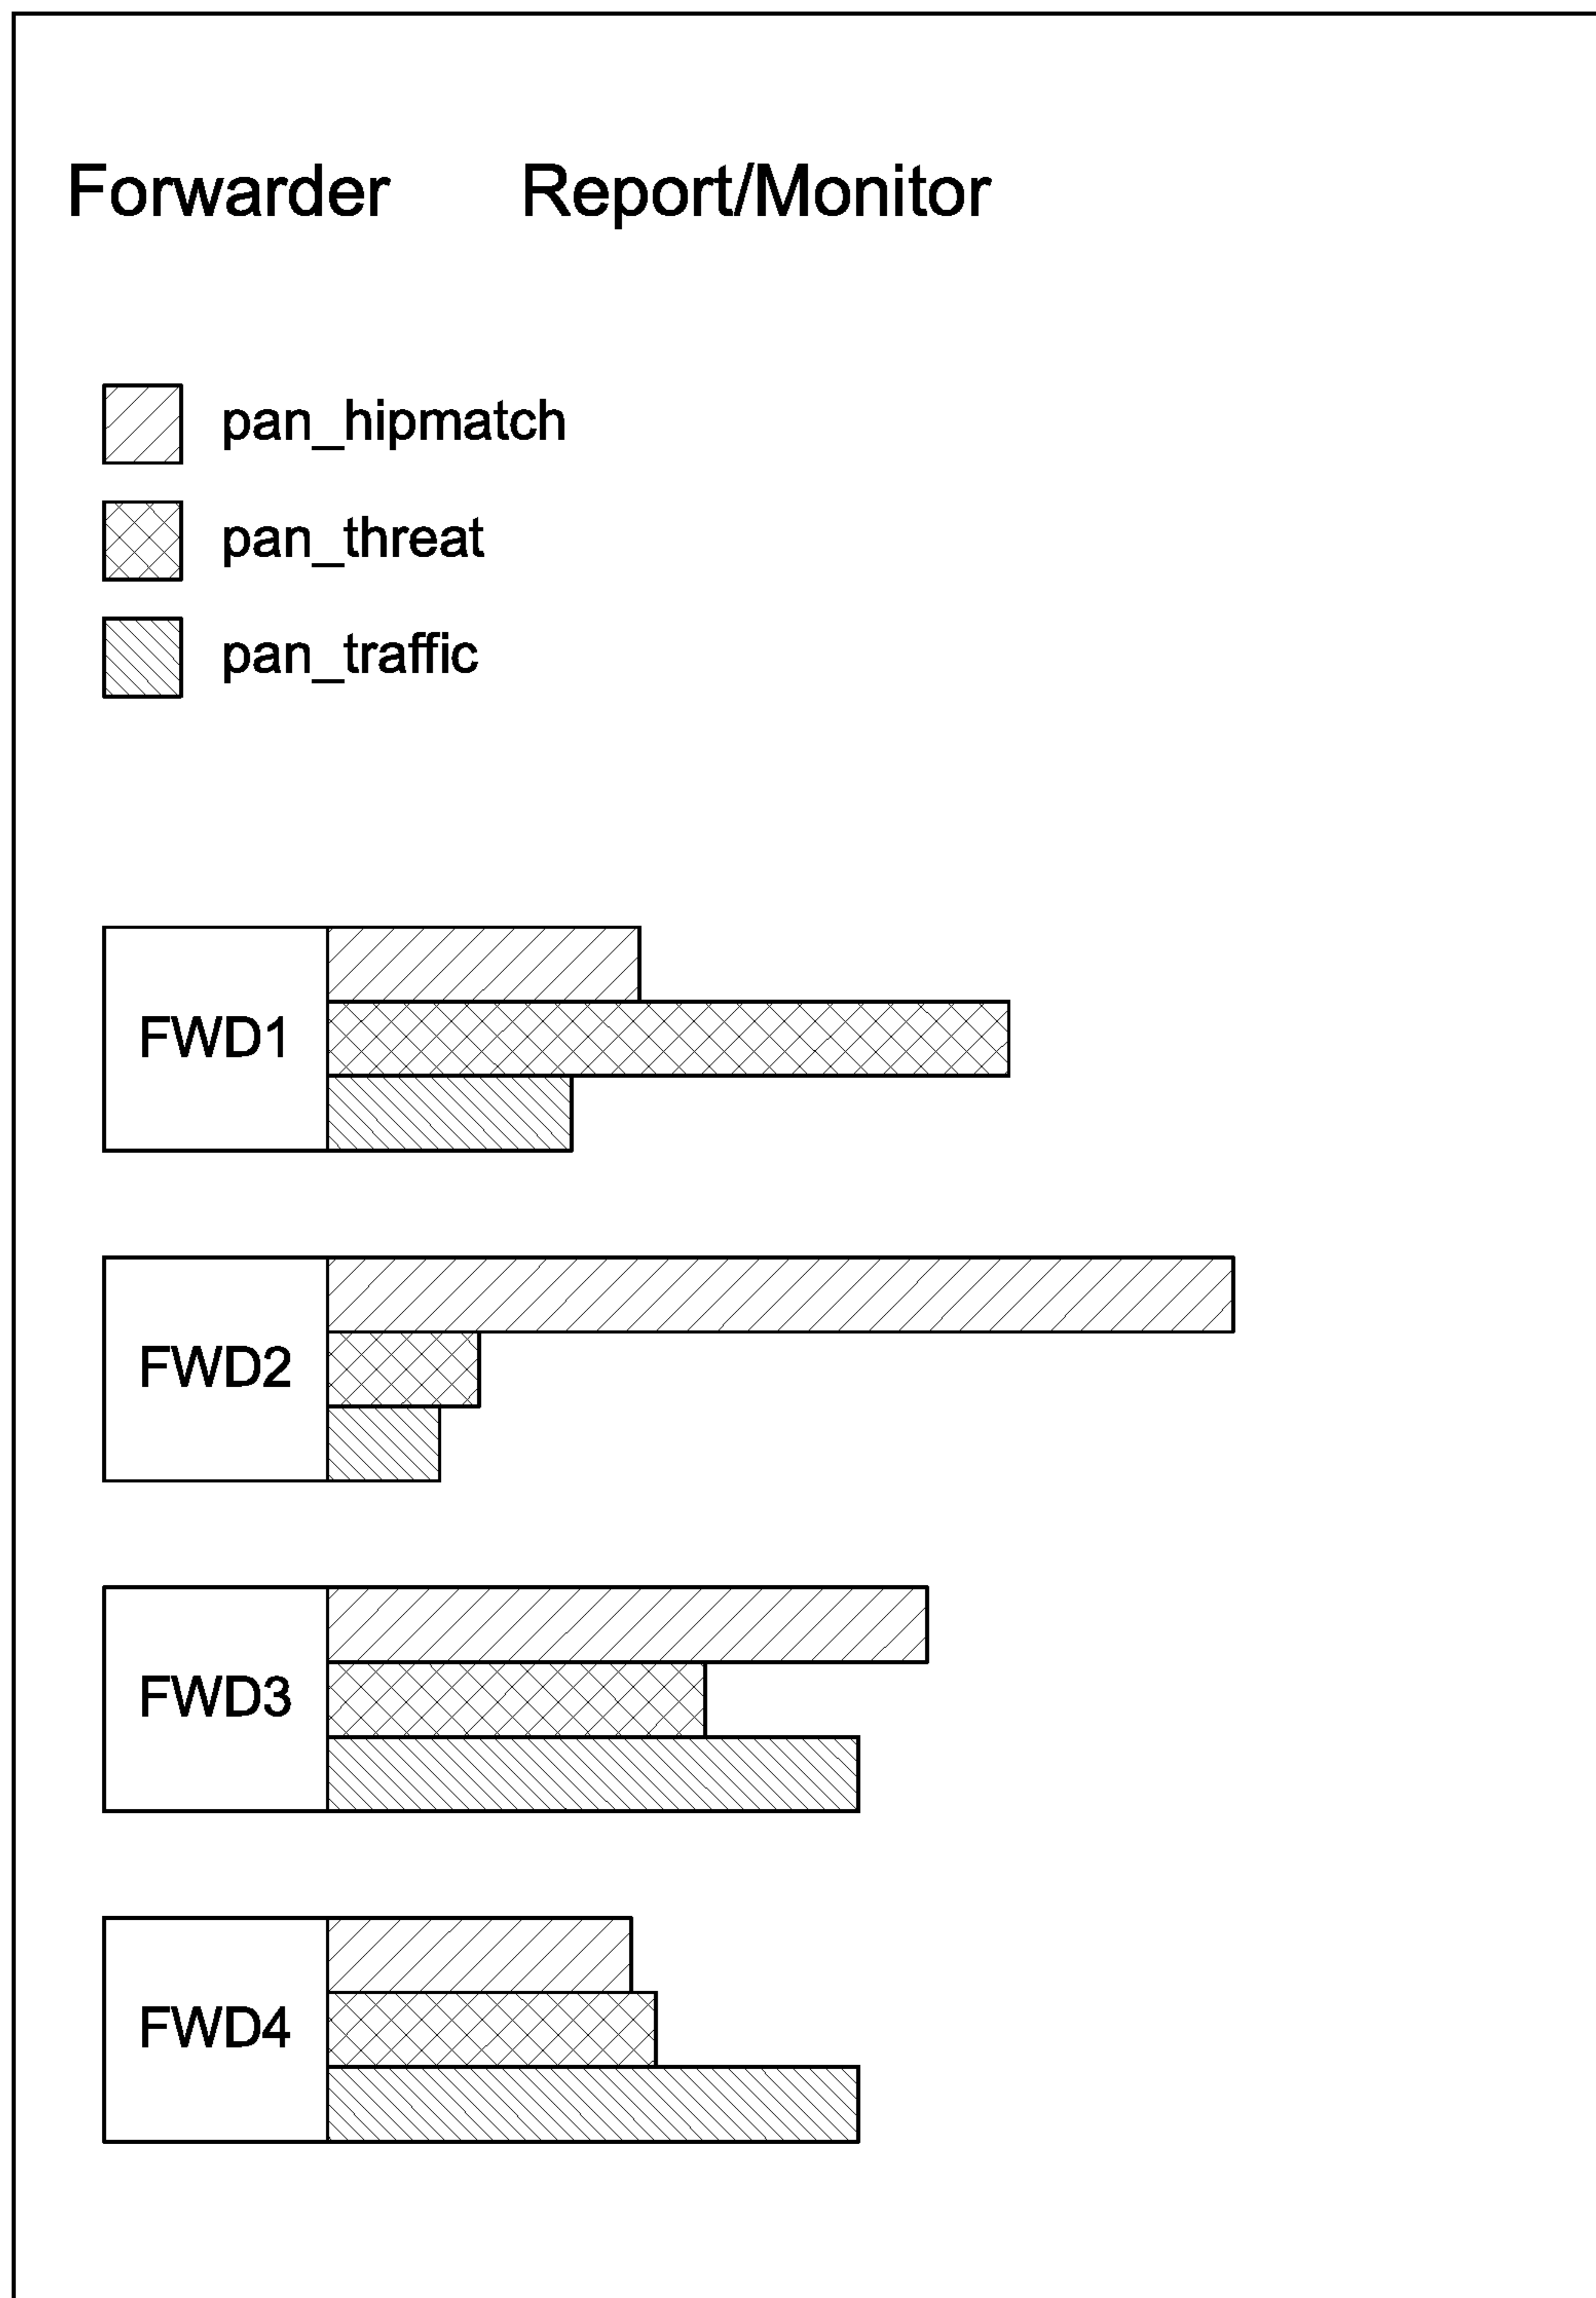 Forwarder Report/Monitor
pan_hipmatch
pan_threat
pan_traffic
FWD1
FWD2
FWD3
FWD4